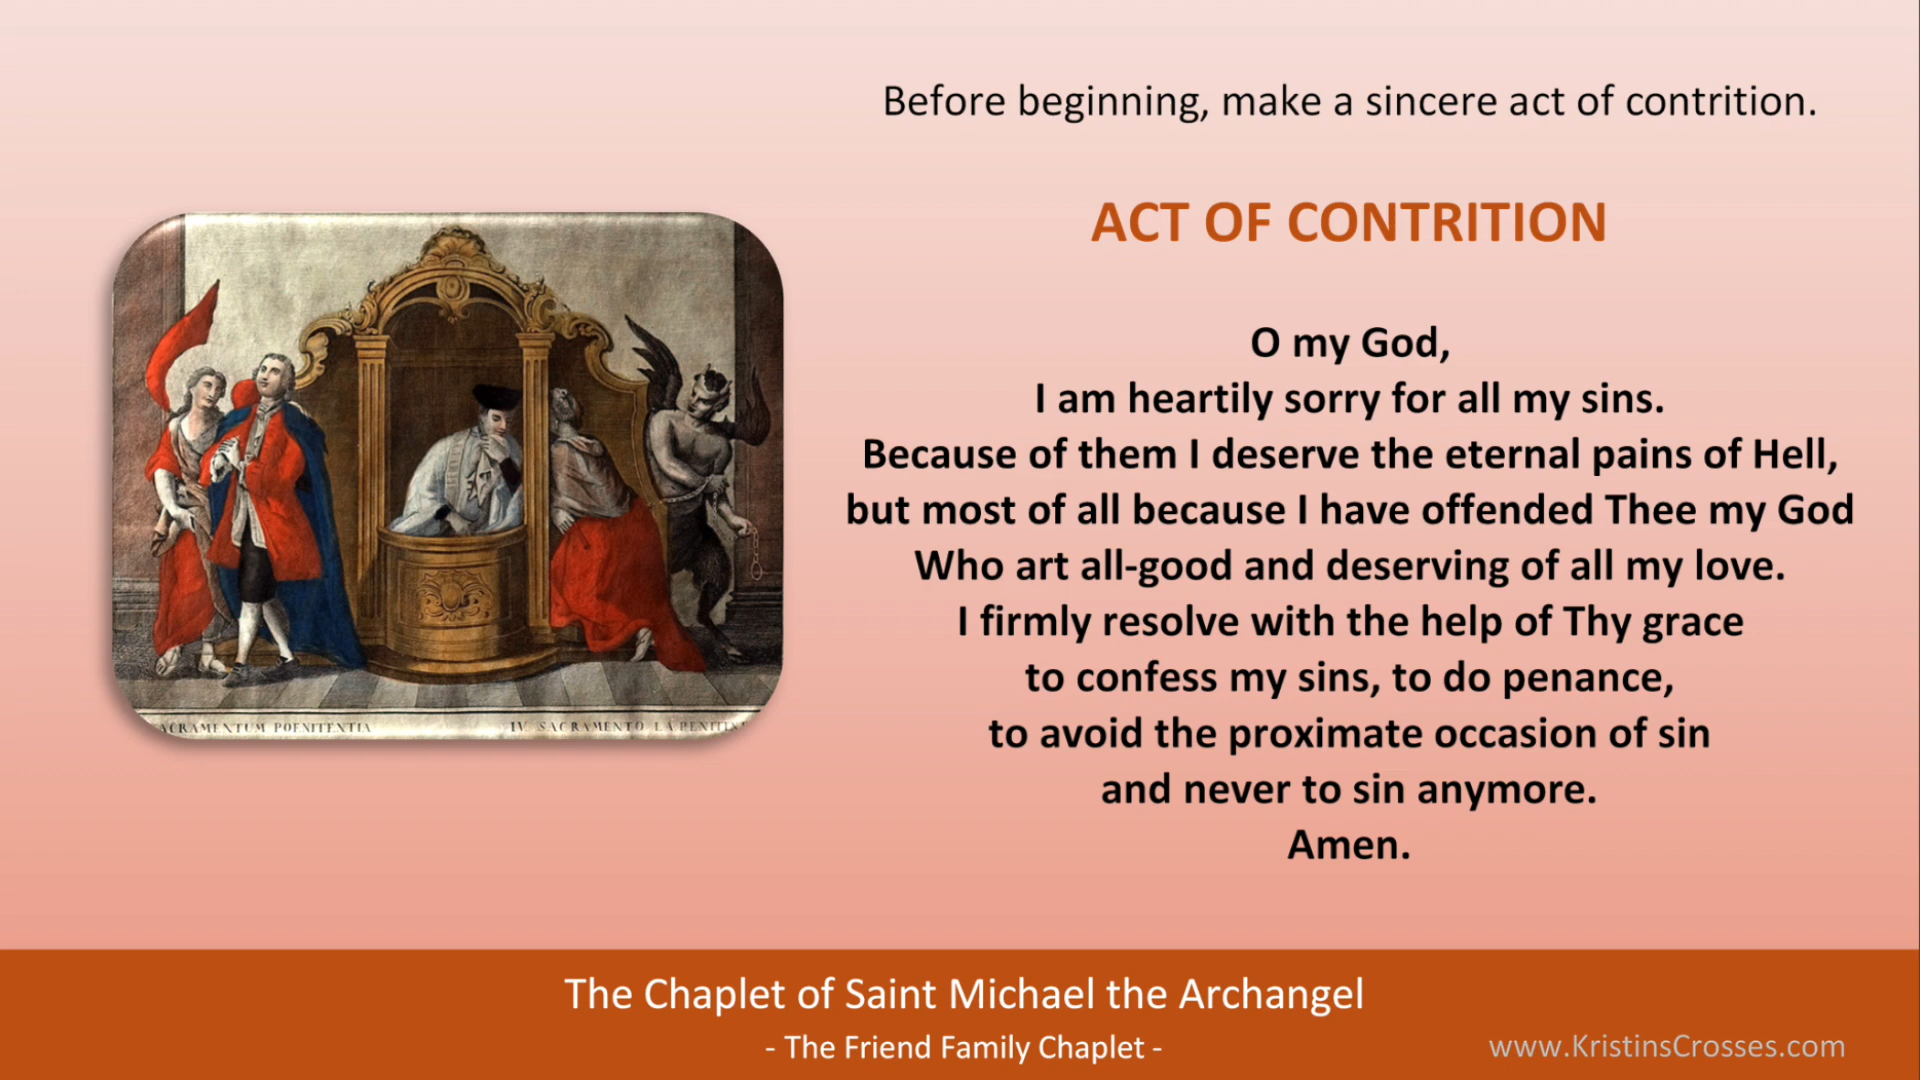 Before beginning, make a sincere act of contrition.
ACT OF CONTRITION
O my God,
I am heartily sorry for all my sins.
Because of them I deserve the eternal pains of Hell,
but most of all because I have offended Thee my God
Who art all-good and deserving of all my love.
I firmly resolve with the help of Thy grace
to confess my sins, to do penance,
to avoid the proximate occasion of sin
and never to sin anymore.
Amen.
POENITENTIA
IV SACRAMENTO LA
The Chaplet of Saint Michael the Archangel
- The Friend Family Chaplet -
www.KristinsCrosses.com